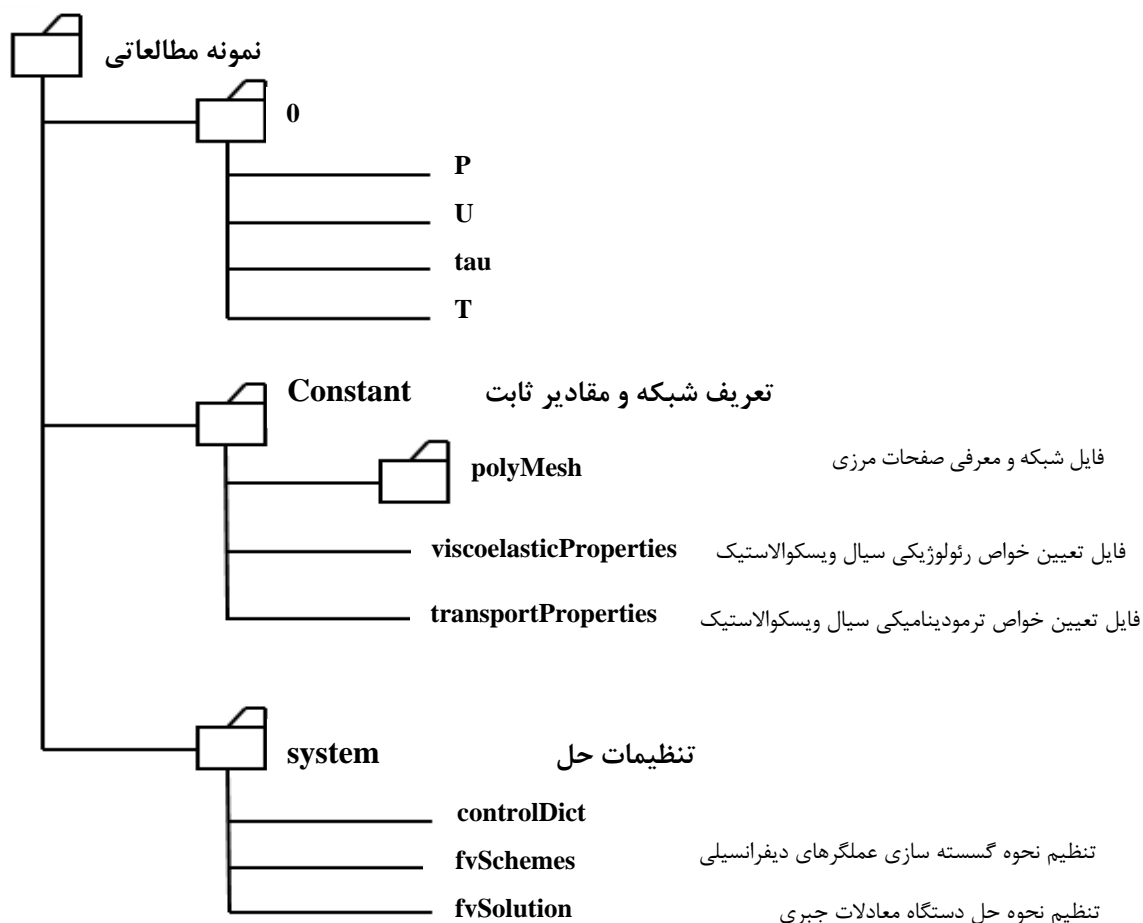 نمونه مطالعاتی
0
P
U
tau
T
Constant تعریف شبکه و مقادیر ثابت
polyMesh فایل شبکه و معرفی صفحات مرزی
viscoelasticProperties فایل تعیین خواص رئولوژیکی سیال ویسکوالاستیک
transportProperties فایل تعیین خواص ترمودینامیکی سیال ویسکوالاستیک
system تنظیمات حل
controlDict
fvSchemes تنظیم نحوه گسسته سازی عملگرهای دیفرانسیلی
fvSolution تنظیم نحوه حل دستگاه معادلات جبری